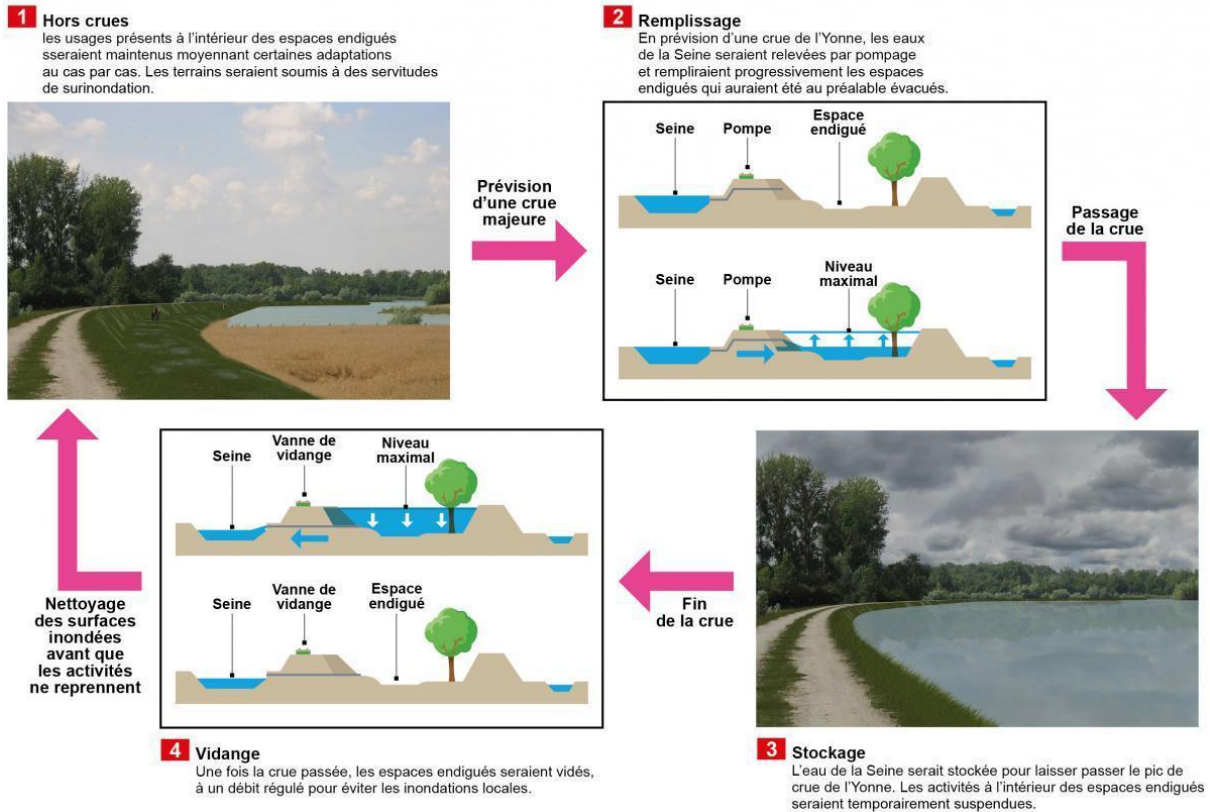 1 Hors crues
les usages présents à l'intérieur des espaces endigués
sseraient maintenus moyennant certaines adaptations
au cas par cas. Les terrains seraient soumis à des servitudes
de surinondation.
Prévision
d'une crue
majeure
2 Remplissage
En prévision d'une crue de l'Yonne, les eaux
de la Seine seraient relevées par pompage
et rempliraient progressivement les espaces
endigués qui auraient été au préalable évacués.
Seine Pompe Espace
endigué
Seine Pompe Niveau
maximal
Passage
de la crue
3 Stockage
L'eau de la Seine serait stockée pour laisser passer le pic de
crue de l'Yonne. Les activités à l'intérieur des espaces endigués
seraient temporairement suspendues.
Fin
de la crue
Seine Vanne de
vidange Niveau
maximal
Seine Vanne de
vidange Espace
endigué
4 Vidange
Une fois la crue passée, les espaces endigués seraient vidés,
à un débit régulé pour éviter les inondations locales.
Nettoyage
des surfaces
inondées
avant que
les activités
ne reprennent